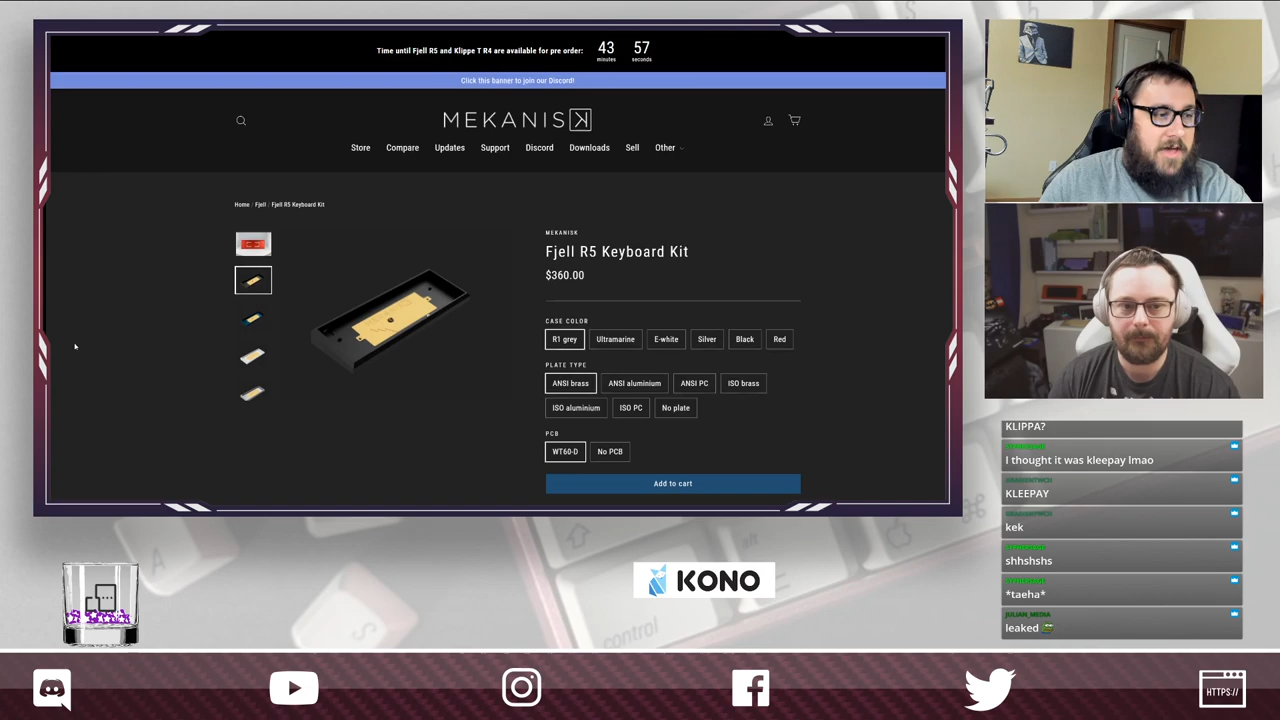 Time until Fjell R5 and Klippe T R4 are available for pre order:
43 57
minutes seconds
Click this banner to join our Discord!
MEKANISK
Store Compare Updates Support Discord Downloads Sell Other
Home / Fjell / Fjell R5 Keyboard Kit
MEKANISK
Fjell R5 Keyboard Kit
$360.00
CASE COLOR
R1 grey Ultramarine E-white Silver Black Red
PLATE TYPE
ANSI brass ANSI aluminium ANSI PC ISO brass
ISO aluminium ISO PC No plate
PCB
WT60-D No PCB
Add to cart
KLIPPA?
I thought it was kleepay lmao
KLEEPAY
kek
shhshshs
*taeha*
JULIAN_MEDIA
leaked
KONO
alt
control
HTTPS://